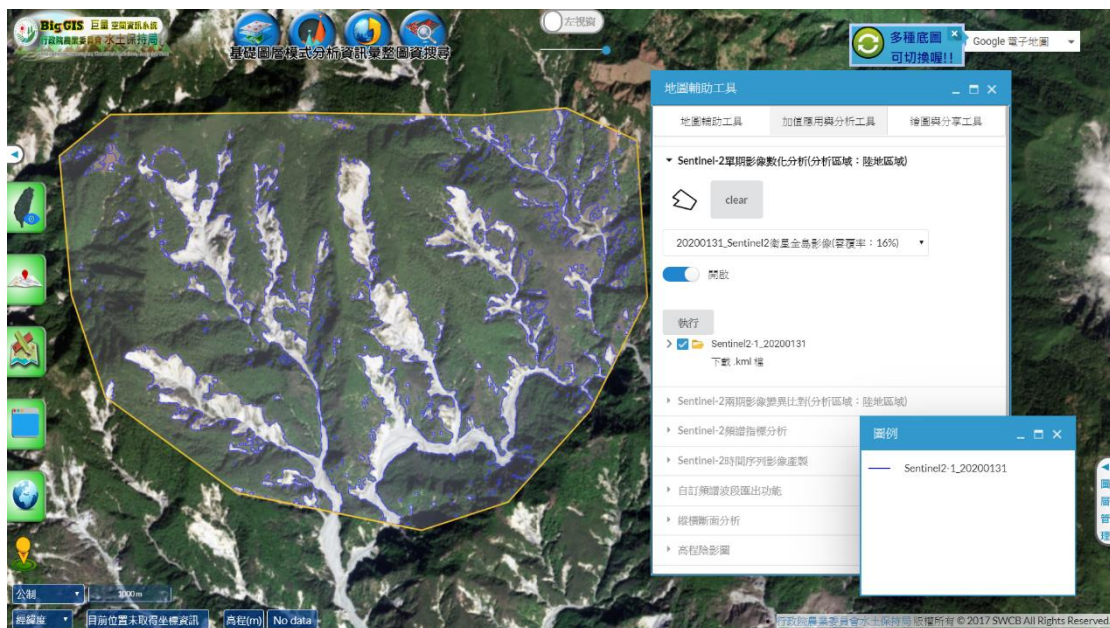 BigGIS 巨量空間資訊系統
行政院農業委員會水土保持局
基礎圖層 模式分析 資訊彙整 圖資搜尋
左視窗
多種底圖
可切換喔!!
Google 電子地圖
地圖輔助工具
地圖輔助工具 加值應用與分析工具 繪圖與分享工具
Sentinel-2單期影像數化分析(分析區域：陸地區域)
clear
20200131_Sentinel2衛星全島影像(雲覆率：16%)
開啟
執行
Sentinel2-1_20200131
下載 .kml 檔
Sentinel-2兩期影像變異比對(分析區域：陸地區域)
Sentinel-2頻譜指標分析
Sentinel-2時間序列影像產製
自訂頻譜波段匯出功能
縱橫斷面分析
高程陰影圖
圖例
Sentinel2-1_20200131
圖層管理
公制
1000 m
經緯度
目前位置未取得坐標資訊
高程(m) No data
行政院農業委員會水土保持局 版權所有 © 2017 SWCB All Rights Reserved.